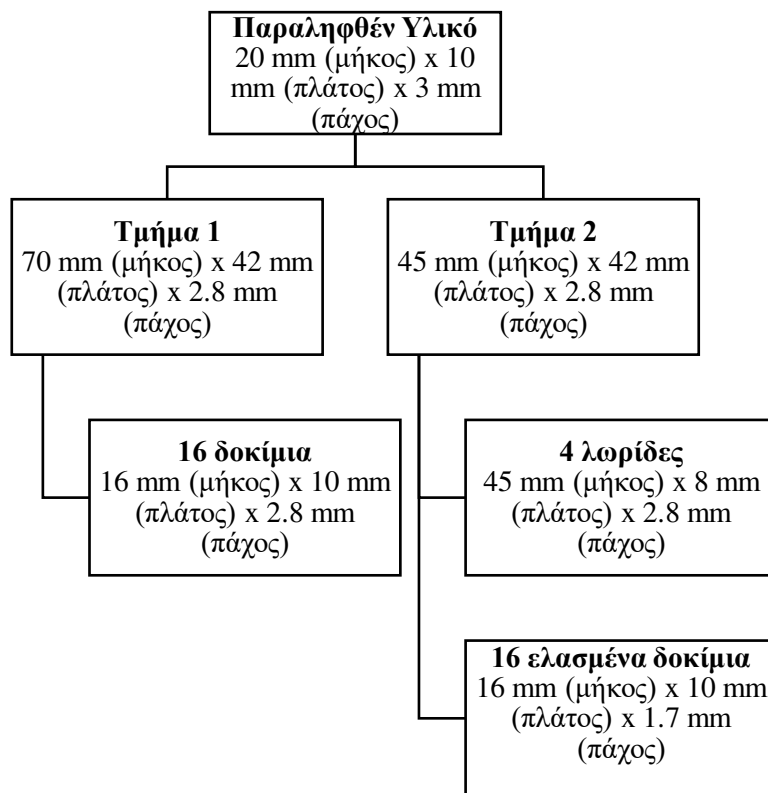 Παραληφθέν Υλικό
20 mm (μήκος) x 10
mm (πλάτος) x 3 mm
(πάχος)
Τμήμα 1
70 mm (μήκος) x 42 mm
(πλάτος) x 2.8 mm
(πάχος)
Τμήμα 2
45 mm (μήκος) x 42 mm
(πλάτος) x 2.8 mm
(πάχος)
16 δοκίμια
16 mm (μήκος) x 10 mm
(πλάτος) x 2.8 mm
(πάχος)
4 λωρίδες
45 mm (μήκος) x 8 mm
(πλάτος) x 2.8 mm
(πάχος)
16 ελασμένα δοκίμια
16 mm (μήκος) x 10 mm
(πλάτος) x 1.7 mm
(πάχος)